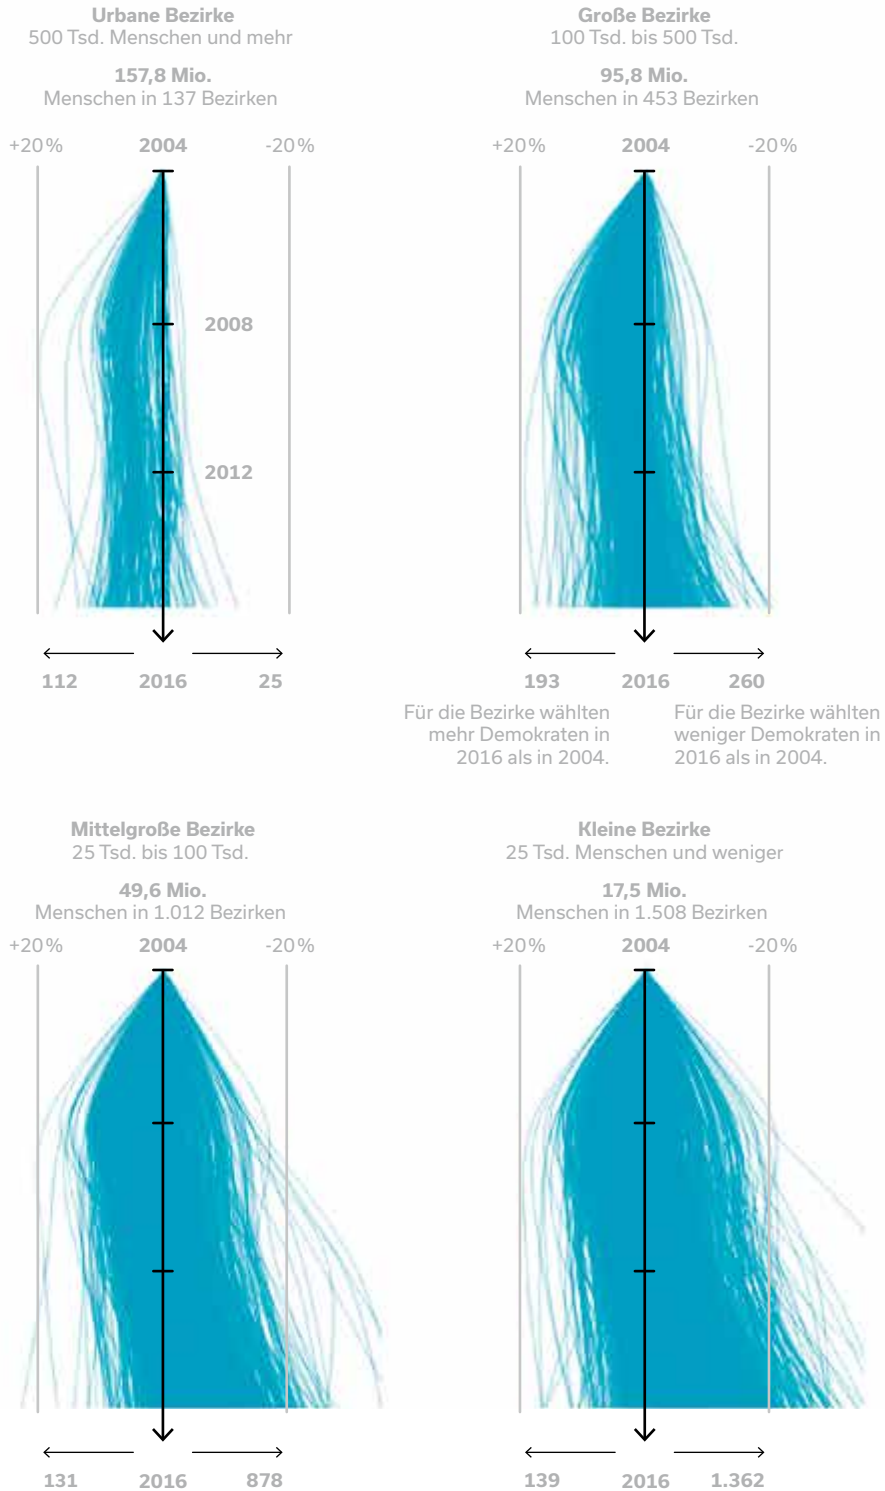 Urbane Bezirke
500 Tsd. Menschen und mehr
157,8 Mio.
Menschen in 137 Bezirken
+20 %
2004
-20 %
2008
2012
112
2016
25
Große Bezirke
100 Tsd. bis 500 Tsd.
95,8 Mio.
Menschen in 453 Bezirken
+20 %
2004
-20 %
193
2016
260
Für die Bezirke wählten
mehr Demokraten in
2016 als in 2004.
Für die Bezirke wählten
weniger Demokraten in
2016 als in 2004.
Mittelgroße Bezirke
25 Tsd. bis 100 Tsd.
49,6 Mio.
Menschen in 1.012 Bezirken
+20 %
2004
-20 %
131
2016
878
Kleine Bezirke
25 Tsd. Menschen und weniger
17,5 Mio.
Menschen in 1.508 Bezirken
+20 %
2004
-20 %
139
2016
1.362